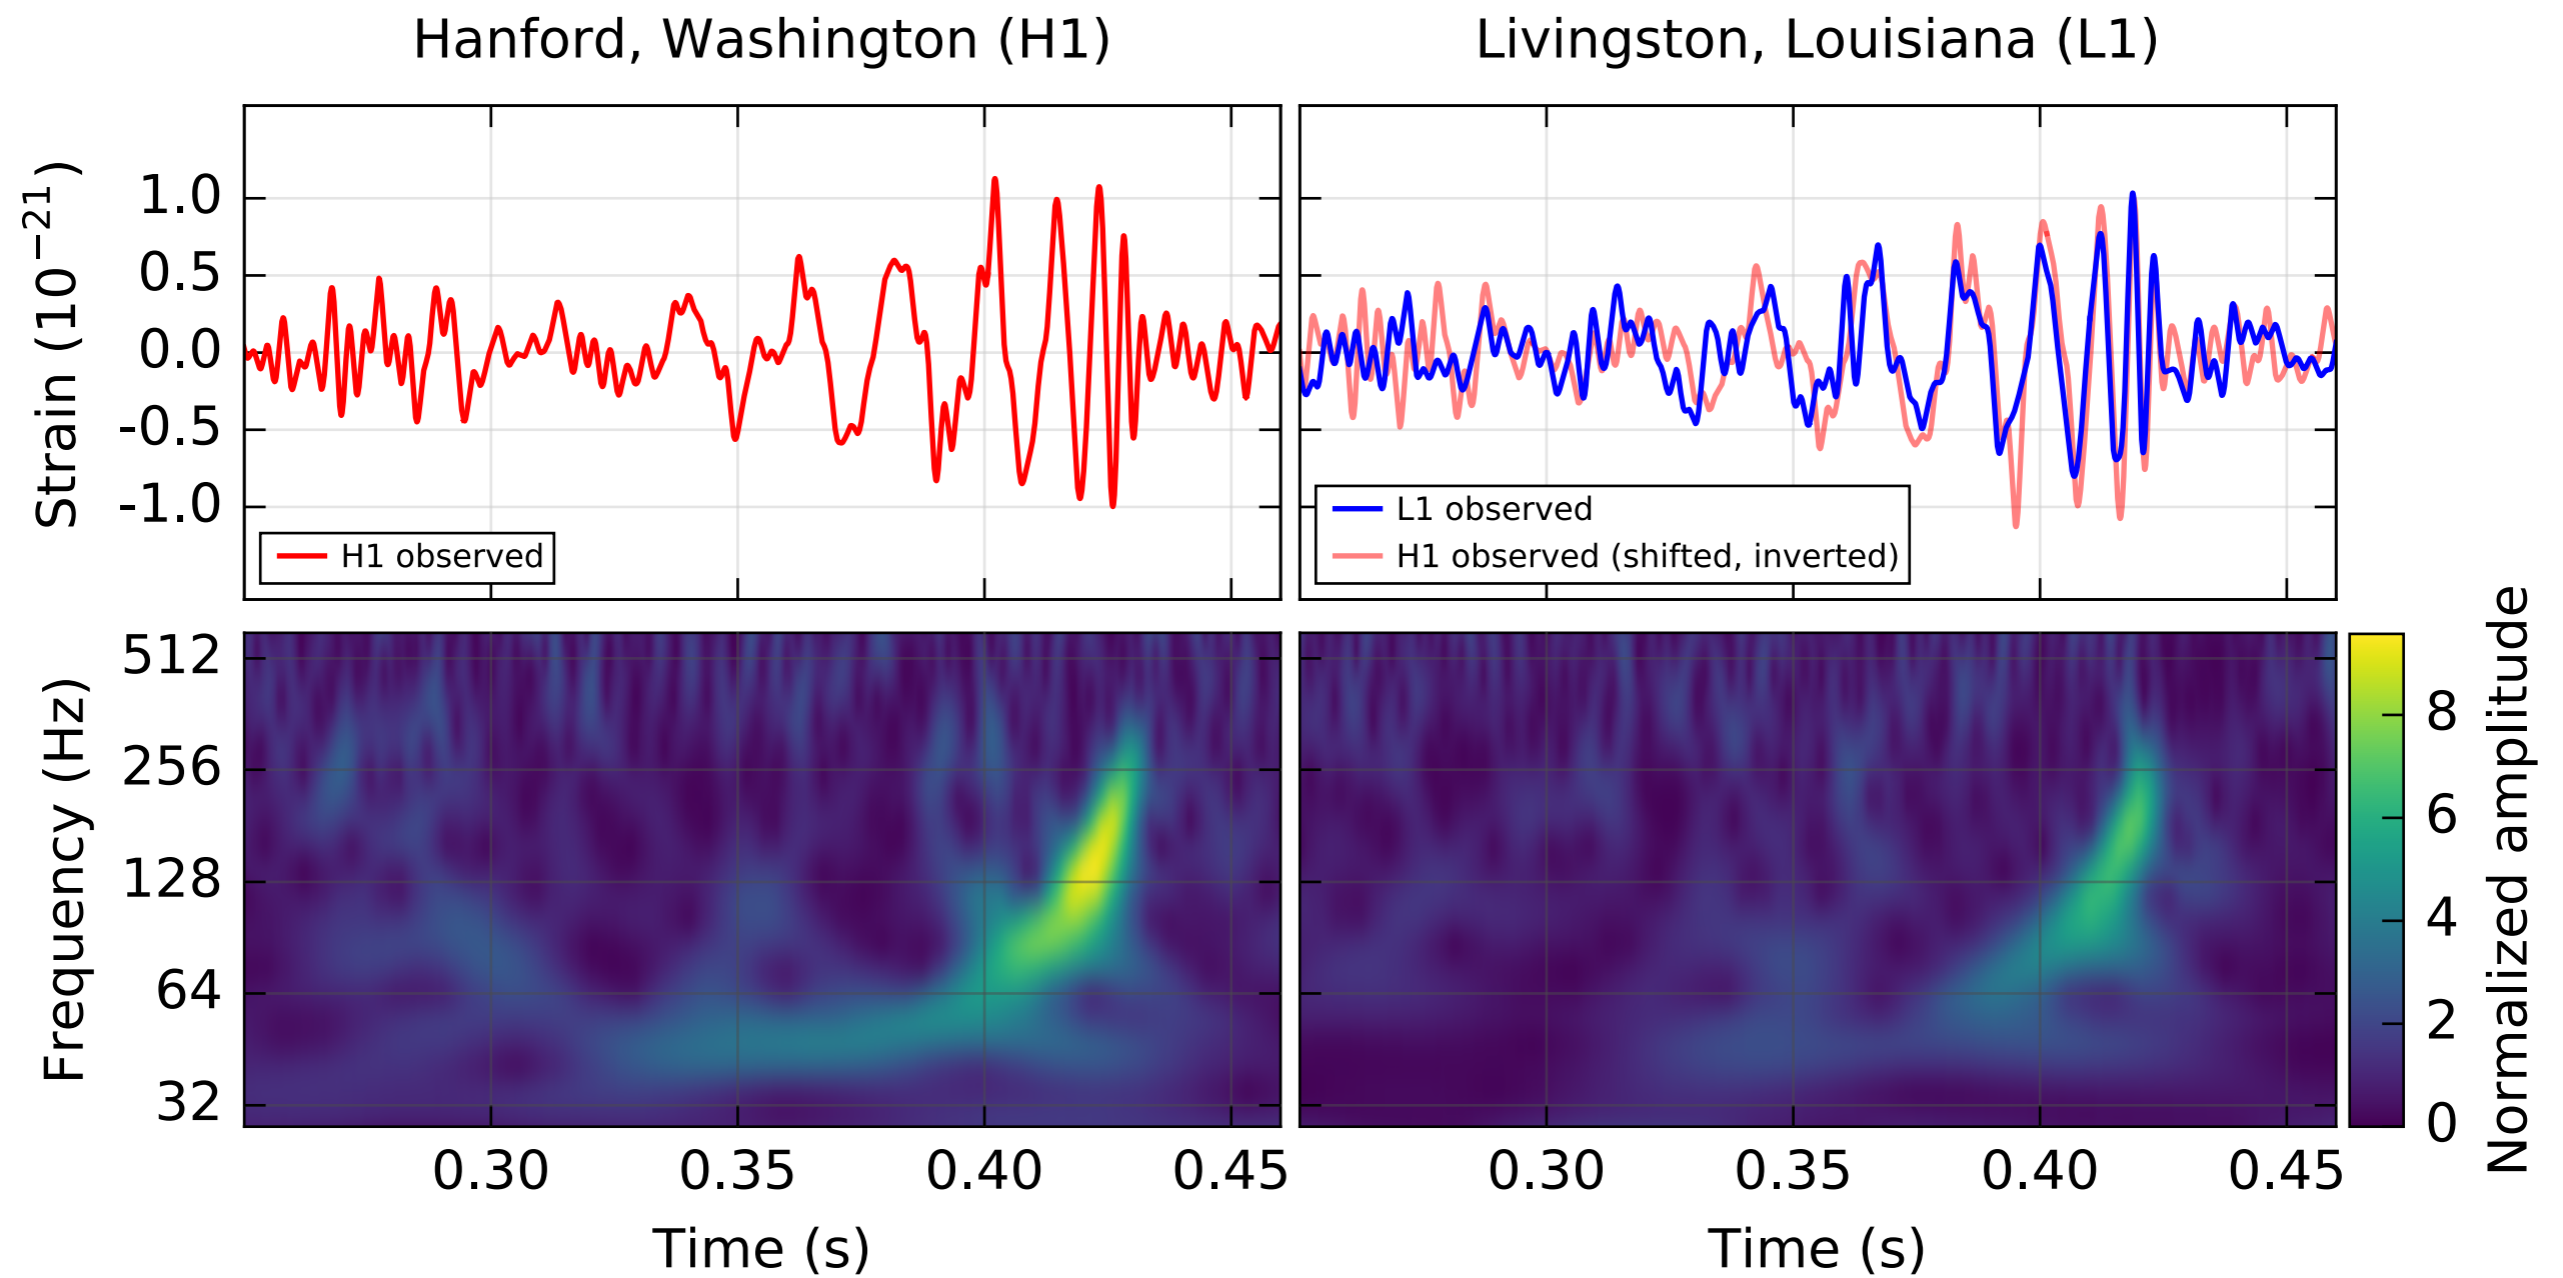 Hanford, Washington (H1)
Livingston, Louisiana (L1)
Strain (10−21)
1.0
0.5
0.0
-0.5
-1.0
H1 observed
L1 observed
H1 observed (shifted, inverted)
Frequency (Hz)
512
256
128
64
32
0.30 0.35 0.40 0.45
Time (s)
0.30 0.35 0.40 0.45
Time (s)
8
6
4
2
0
Normalized amplitude